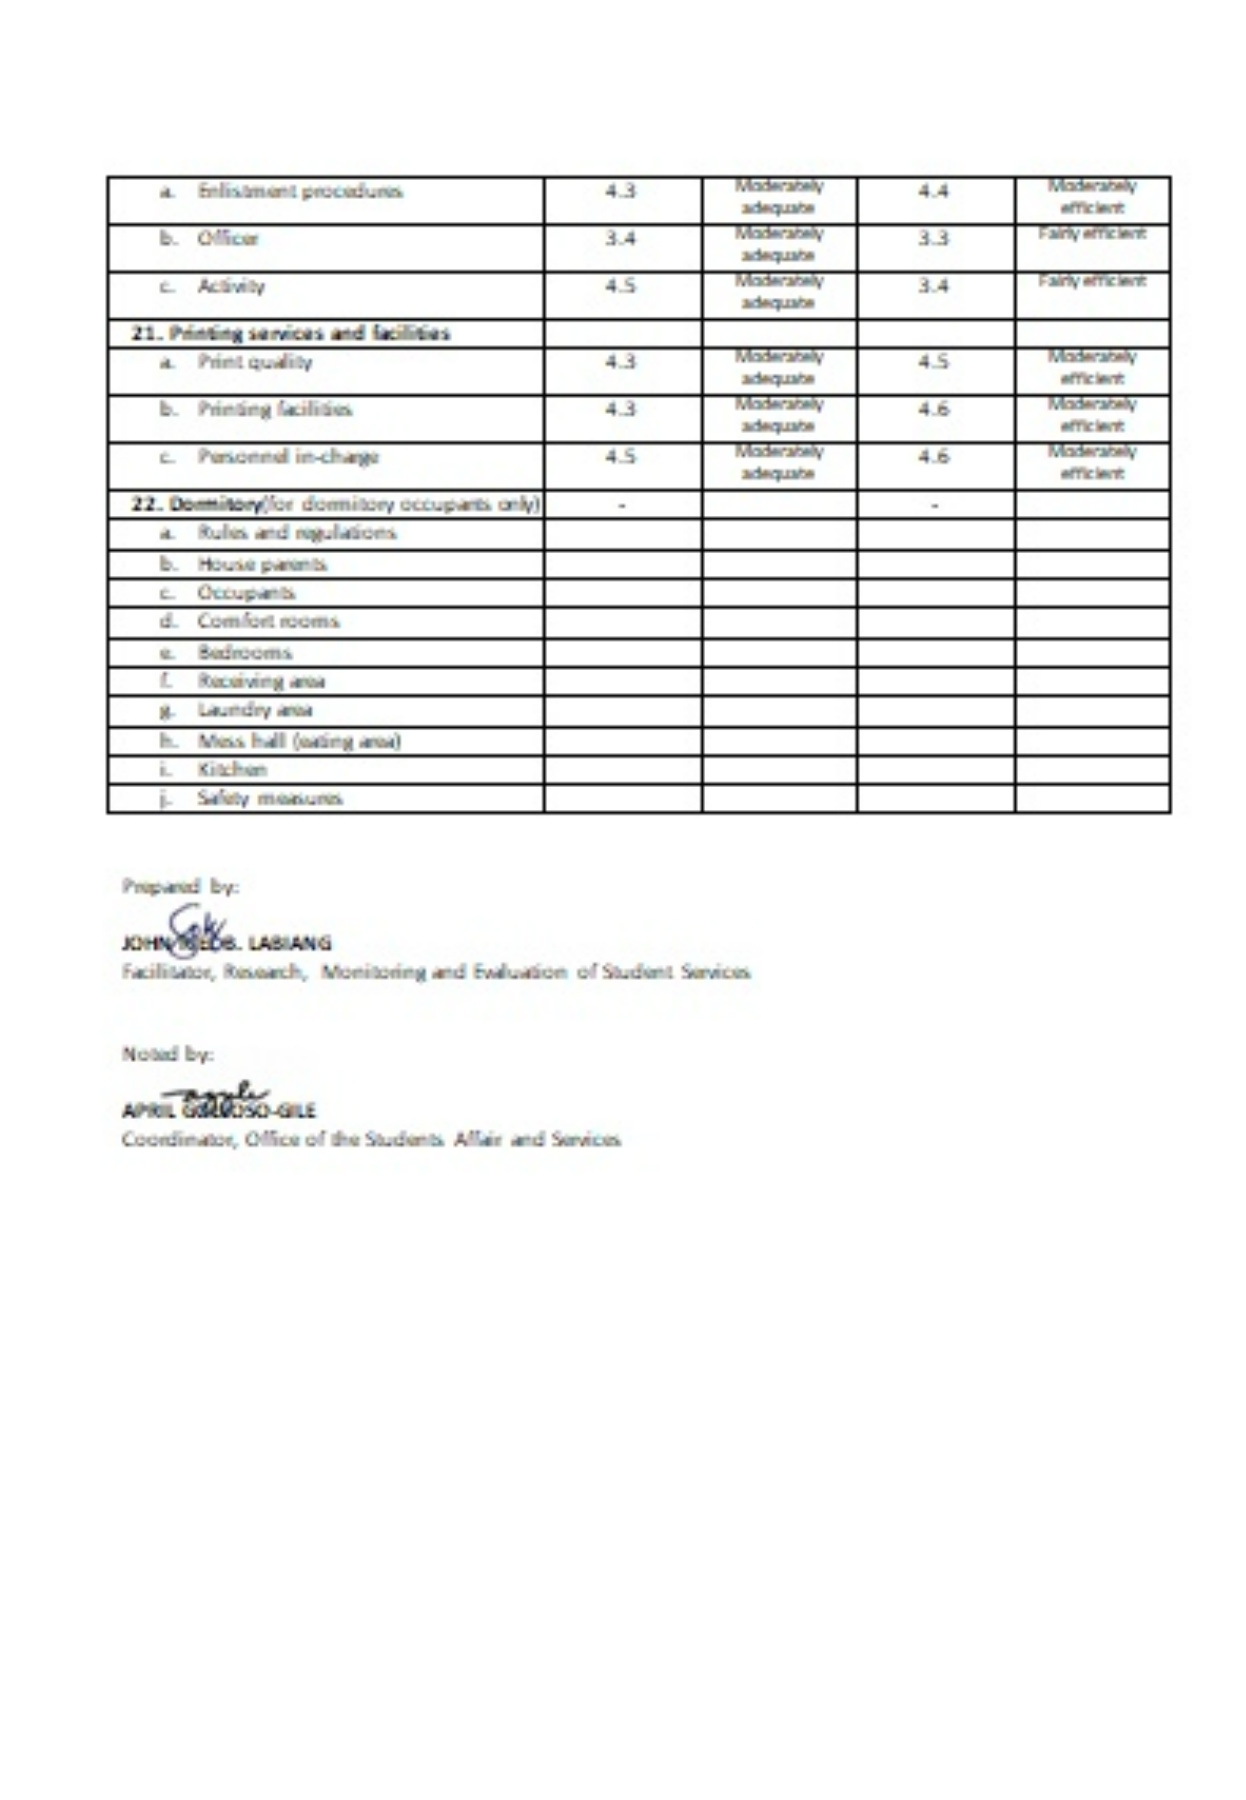 a. Enlistment procedures 4.3 Moderately adequate 4.4 Moderately efficient
b. Officer 3.4 Moderately adequate 3.3 Fairly efficient
c. Activity 4.5 Moderately adequate 3.4 Fairly efficient
21. Printing services and facilities
a. Print quality 4.3 Moderately adequate 4.5 Moderately efficient
b. Printing facilities 4.3 Moderately adequate 4.6 Moderately efficient
c. Personnel in-charge 4.5 Moderately adequate 4.6 Moderately efficient
22. Dormitory(for dormitory occupants only) - -
a. Rules and regulations
b. House parents
c. Occupants
d. Comfort rooms
e. Bedrooms
f. Receiving area
g. Laundry area
h. Mess hall (eating area)
i. Kitchen
j. Safety measures
Prepared by:
JOHN B. LABIANG
Facilitator, Research, Monitoring and Evaluation of Student Services
Noted by:
APRIL
Coordinator, Office of the Students Affair and Services